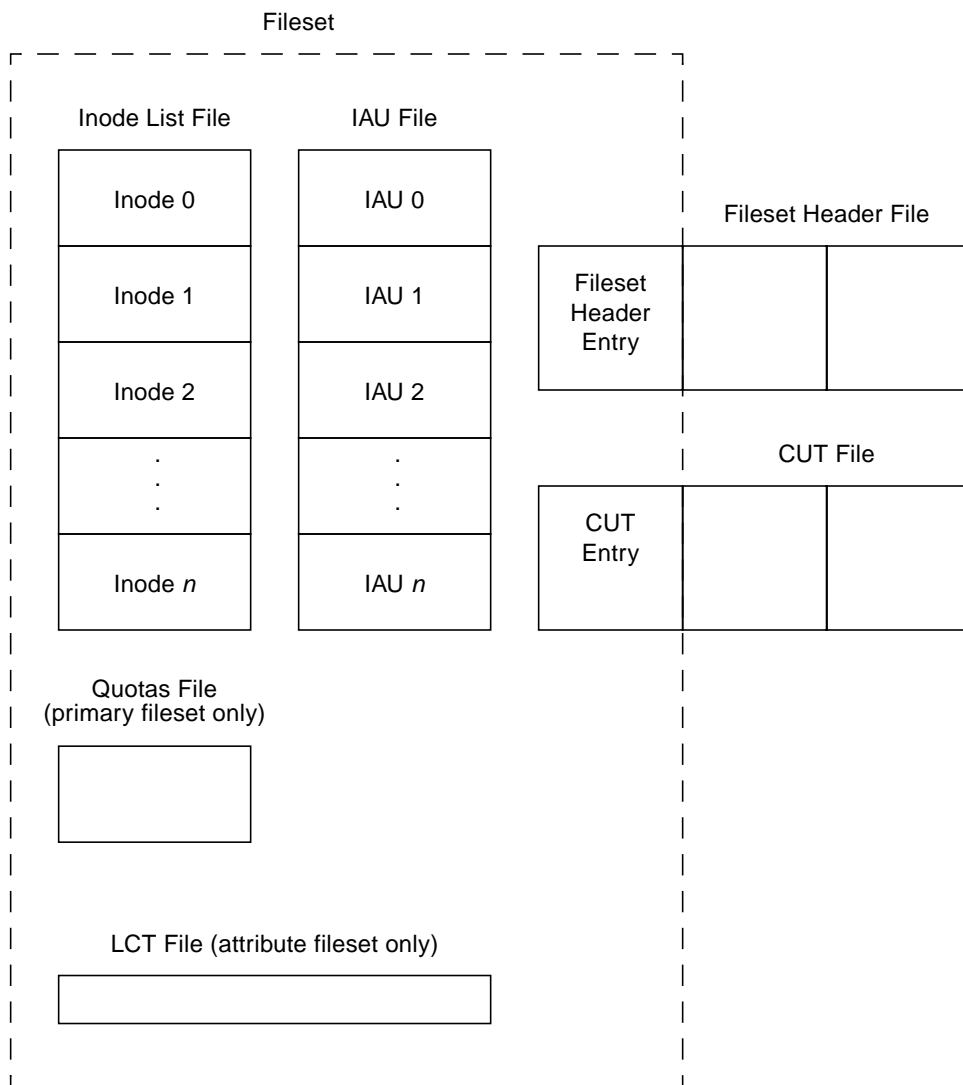 Fileset
Inode List File
IAU File
Inode 0
IAU 0
Fileset Header File
Inode 1
IAU 1
Fileset
Header
Entry
Inode 2
IAU 2
CUT File
.
.
.
.
.
.
CUT
Entry
Inode n
IAU n
Quotas File
(primary fileset only)
LCT File (attribute fileset only)